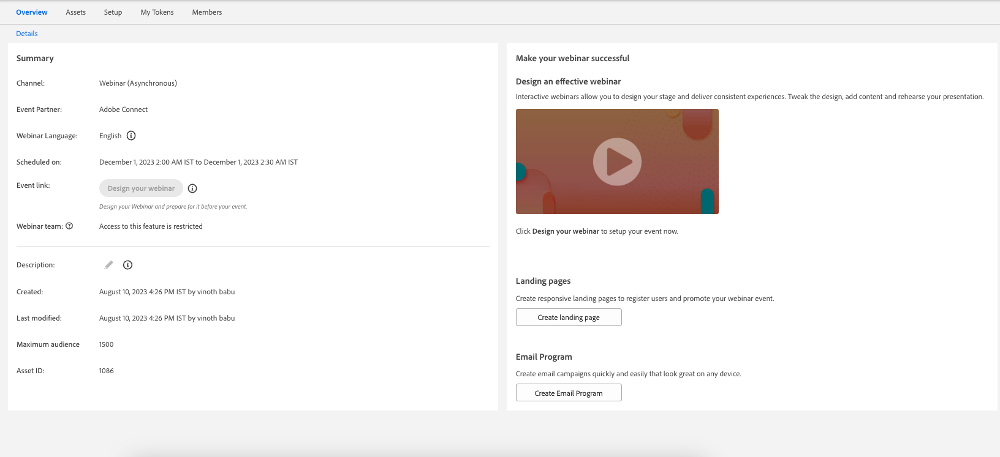 Overview Assets Setup My Tokens Members
Details
Summary
Channel: Webinar (Asynchronous)
Event Partner: Adobe Connect
Webinar Language: English
Scheduled on: December 1, 2023 2:00 AM IST to December 1, 2023 2:30 AM IST
Event link: Design your webinar
Design your Webinar and prepare for it before your event.
Webinar team: Access to this feature is restricted
Description:
Created: August 10, 2023 4:26 PM IST by vinoth babu
Last modified: August 10, 2023 4:26 PM IST by vinoth babu
Maximum audience 1500
Asset ID: 1086
Make your webinar successful
Design an effective webinar
Interactive webinars allow you to design your stage and deliver consistent experiences. Tweak the design, add content and rehearse your presentation.
Click Design your webinar to setup your event now.
Landing pages
Create responsive landing pages to register users and promote your webinar event.
Create landing page
Email Program
Create email campaigns quickly and easily that look great on any device.
Create Email Program